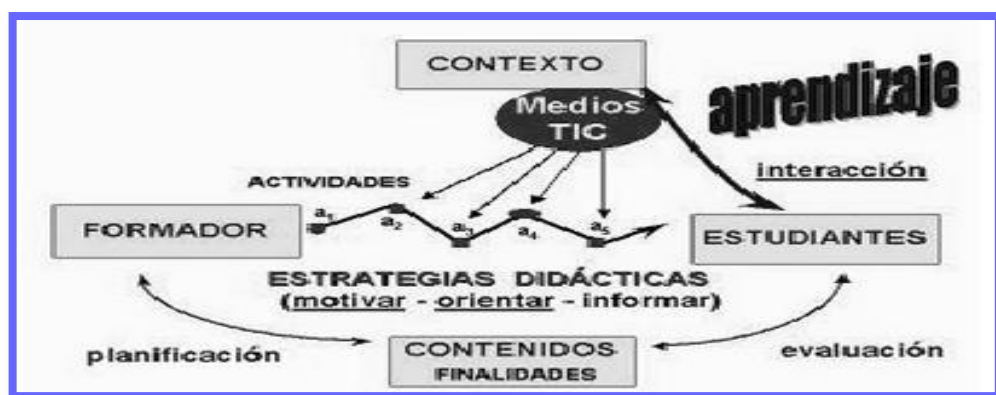 CONTEXTO
Medios
TIC
aprendizaje
interacción
ACTIVIDADES
FORMADOR
a1
a2
a3
a4
a5
ESTUDIANTES
ESTRATEGIAS DIDÁCTICAS
(motivar - orientar - informar)
planificación
CONTENIDOS
FINALIDADES
evaluación